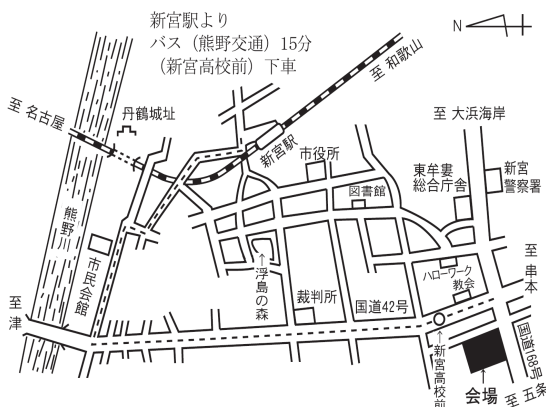 新宮駅より
バス（熊野交通）15分
（新宮高校前）下車
N
至 和歌山
至 名古屋
丹鶴城址
至 大浜海岸
新宮駅
市役所
東牟婁
総合庁舎
新宮
警察署
図書館
熊野川
市民会館
↑浮島の森
ハローワーク
教会
至 串本
至 津
裁判所
国道42号
↑新宮高校前
国道168号
↑
会場
至 五条